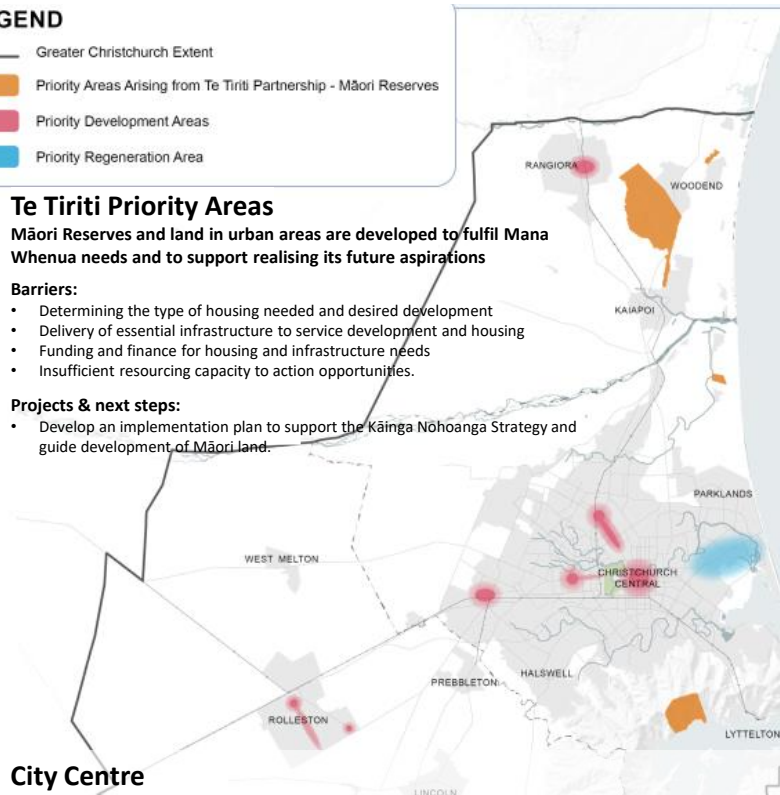 GEND
Greater Christchurch Extent
Priority Areas Arising from Te Tiriti Partnership - Māori Reserves
Priority Development Areas
Priority Regeneration Area
RANGIORA
WOODEND
Te Tiriti Priority Areas
Māori Reserves and land in urban areas are developed to fulfil Mana
Whenua needs and to support realising its future aspirations
Barriers:
• Determining the type of housing needed and desired development
• Delivery of essential infrastructure to service development and housing
• Funding and finance for housing and infrastructure needs
• Insufficient resourcing capacity to action opportunities.
KAIAPOI
Projects & next steps:
• Develop an implementation plan to support the Kāinga Nohoanga Strategy and
guide development of Māori land.
PARKLANDS
WEST MELTON
CHRISTCHURCH
CENTRAL
HALSWELL
PREBBLETON
ROLLESTON
LYTTELTON
City Centre
LINCOLN